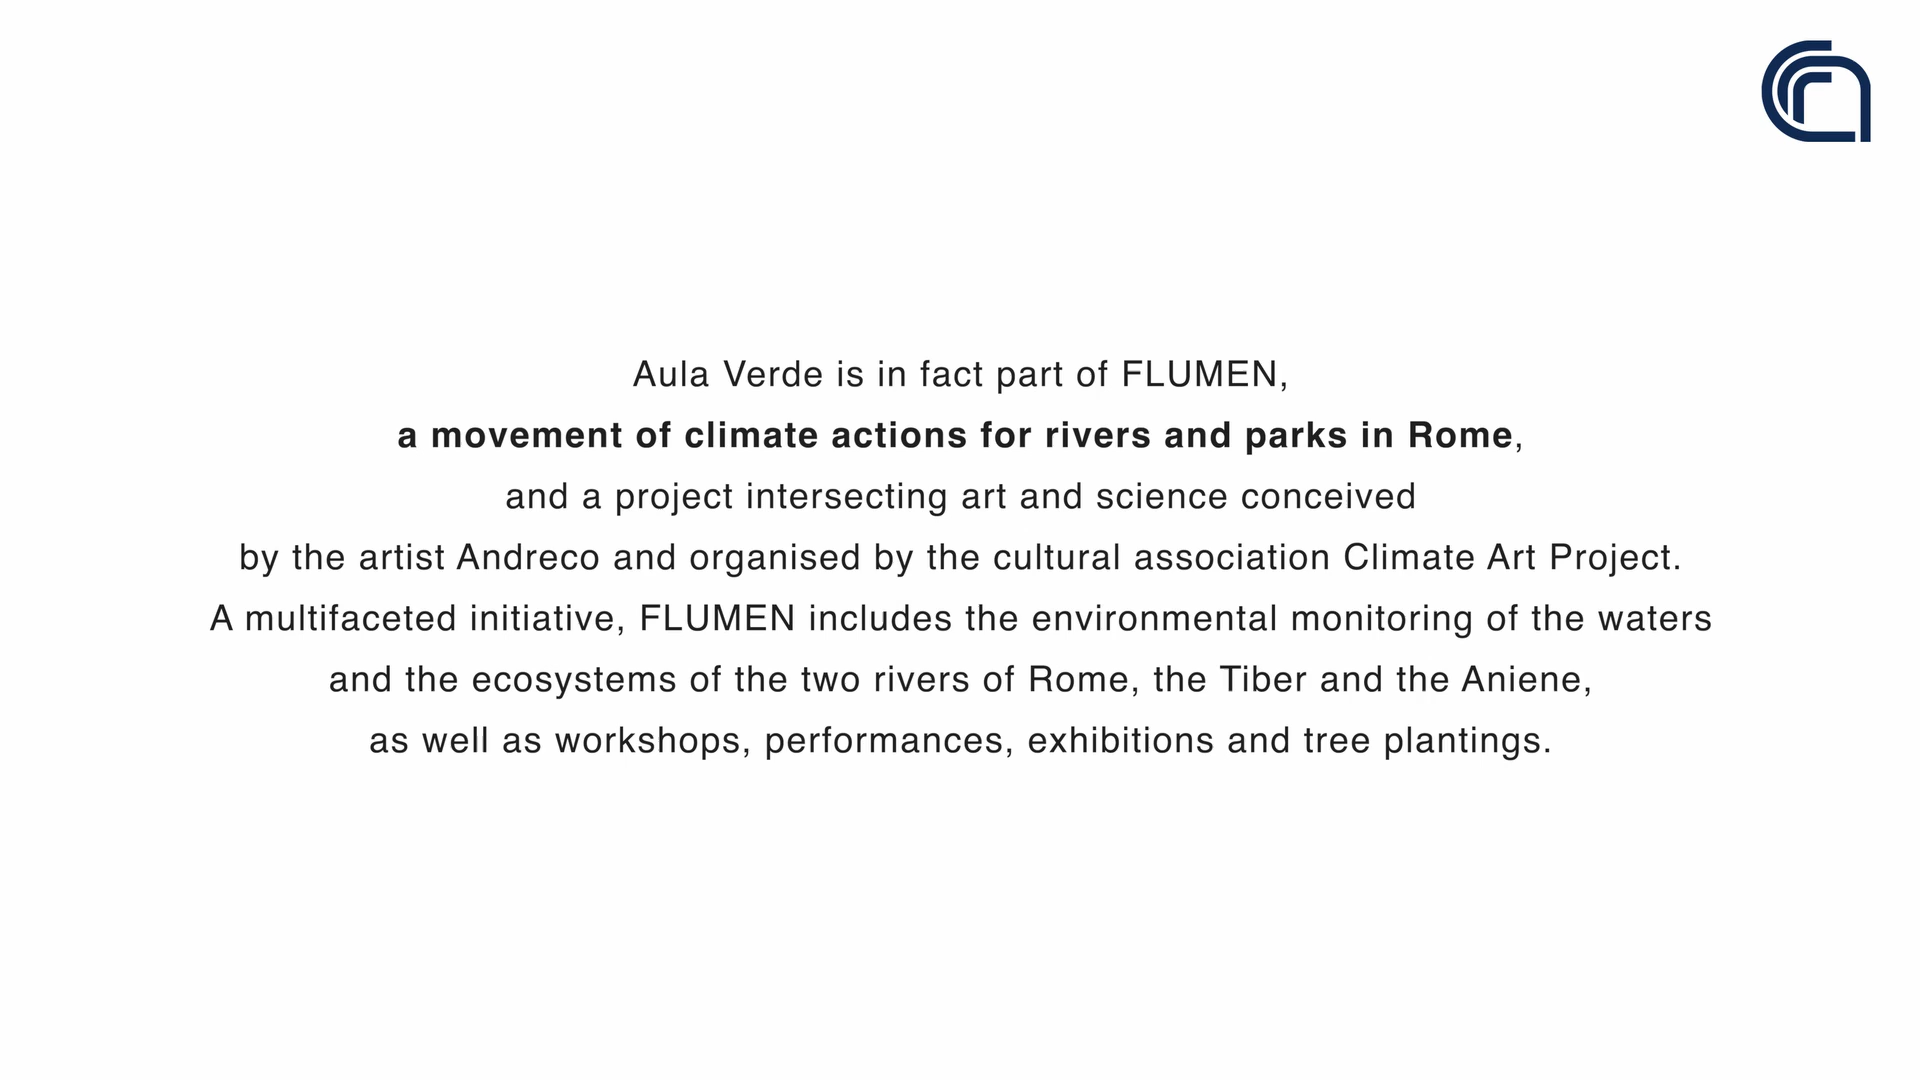 Aula Verde is in fact part of FLUMEN,
a movement of climate actions for rivers and parks in Rome,
and a project intersecting art and science conceived
by the artist Andreco and organised by the cultural association Climate Art Project.
A multifaceted initiative, FLUMEN includes the environmental monitoring of the waters
and the ecosystems of the two rivers of Rome, the Tiber and the Aniene,
as well as workshops, performances, exhibitions and tree plantings.